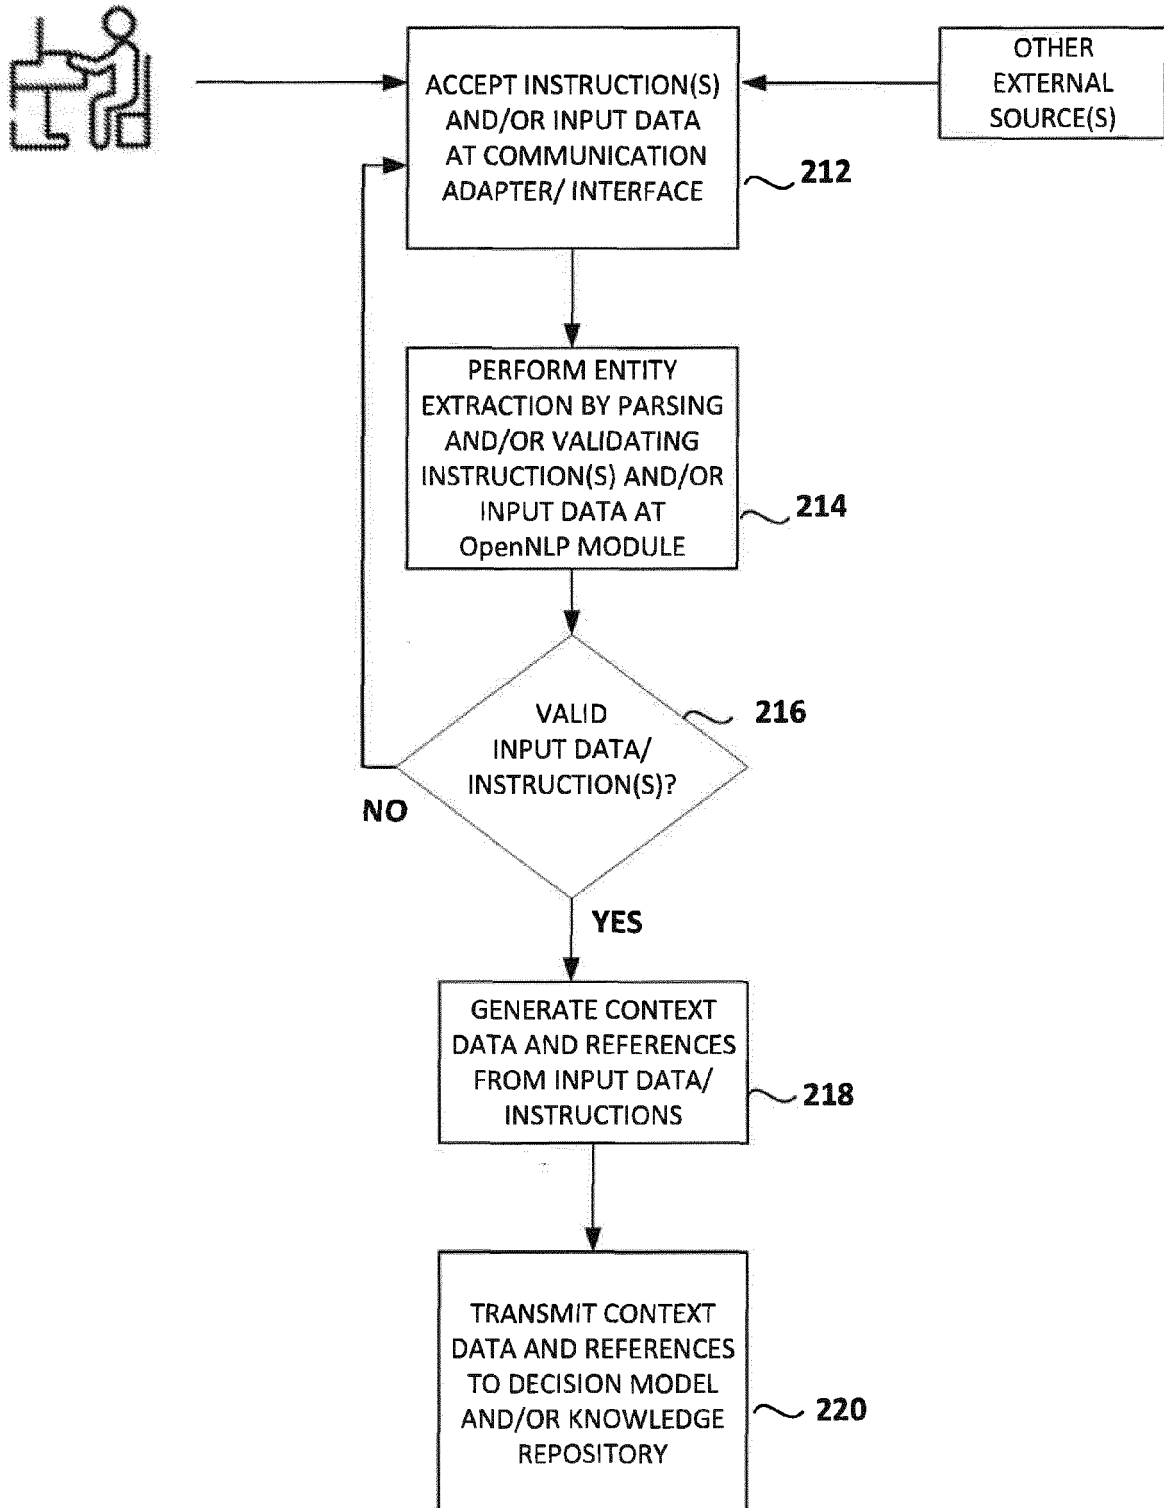 OTHER
EXTERNAL
SOURCE(S)
ACCEPT INSTRUCTION(S)
AND/OR INPUT DATA
AT COMMUNICATION
ADAPTER/ INTERFACE
212
PERFORM ENTITY
EXTRACTION BY PARSING
AND/OR VALIDATING
INSTRUCTION(S) AND/OR
INPUT DATA AT
OpenNLP MODULE
214
VALID
INPUT DATA/
INSTRUCTION(S)?
216
NO
YES
GENERATE CONTEXT
DATA AND REFERENCES
FROM INPUT DATA/
INSTRUCTIONS
218
TRANSMIT CONTEXT
DATA AND REFERENCES
TO DECISION MODEL
AND/OR KNOWLEDGE
REPOSITORY
220